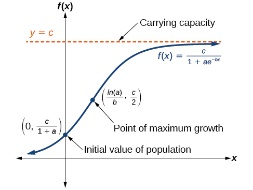 f(x)
Carrying capacity
y = c
f(x) = c / 1 + ae^−bx
(ln(a)/b, c/2)
(0, c/1 + a)
Point of maximum growth
Initial value of population
x